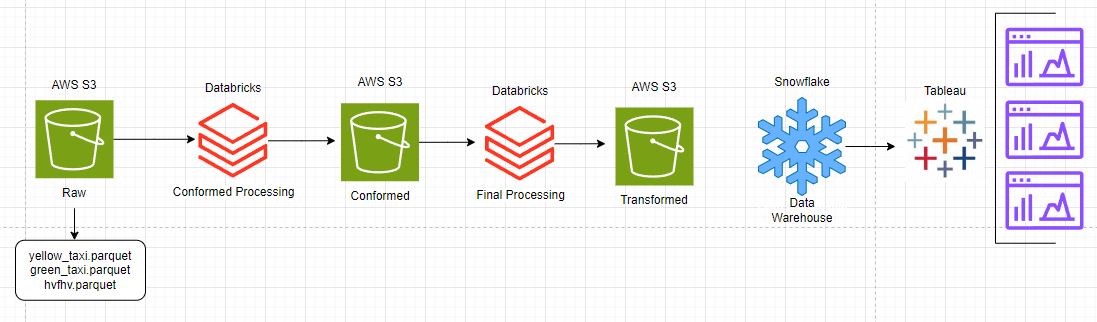 AWS S3
Raw
yellow_taxi.parquet
green_taxi.parquet
hvfhv.parquet
Databricks
Conformed Processing
AWS S3
Conformed
Databricks
Final Processing
AWS S3
Transformed
Snowflake
Data
Warehouse
Tableau